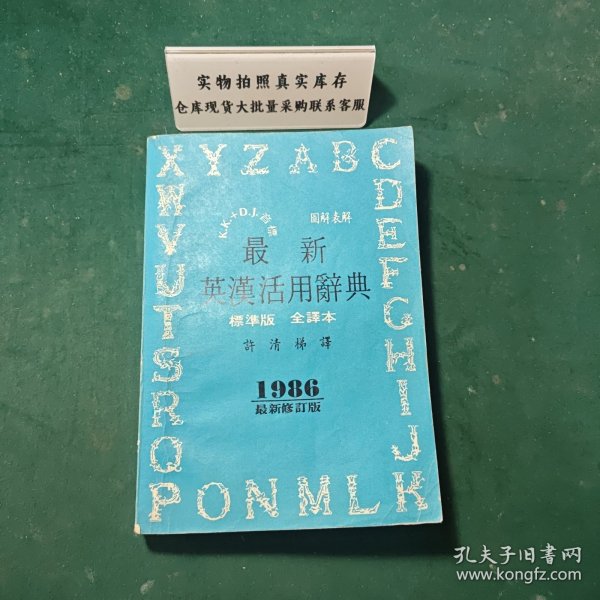 实物拍照真实库存
仓库现货大批量采购联系客服
X Y Z A B C
W D
V E
U F
T G
S H
R I
Q J
P O N M L K
K.K.+D.J.音標
圖解表解
最新
英漢活用辭典
標準版 全譯本
許清梯譯
1986
最新修訂版
孔夫子旧书网
www.kongfz.com